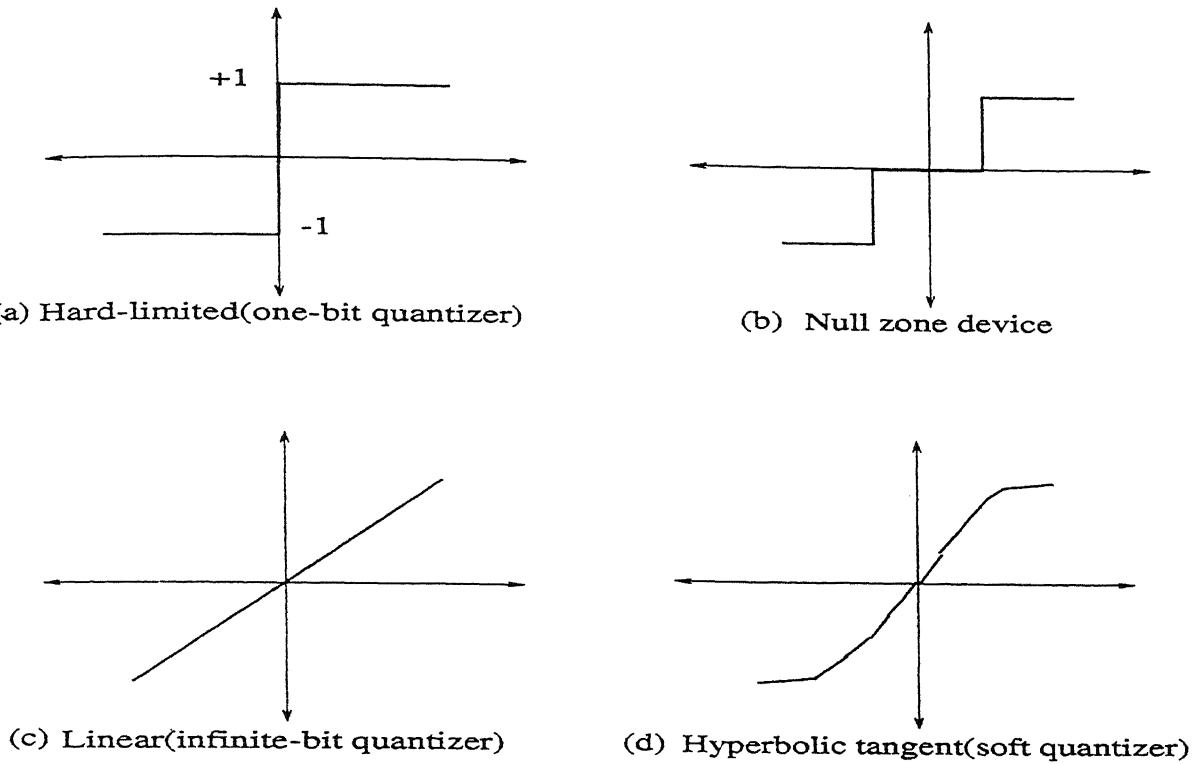 +1
-1
(a) Hard-limited(one-bit quantizer)
(b) Null zone device
(c) Linear(infinite-bit quantizer)
(d) Hyperbolic tangent(soft quantizer)